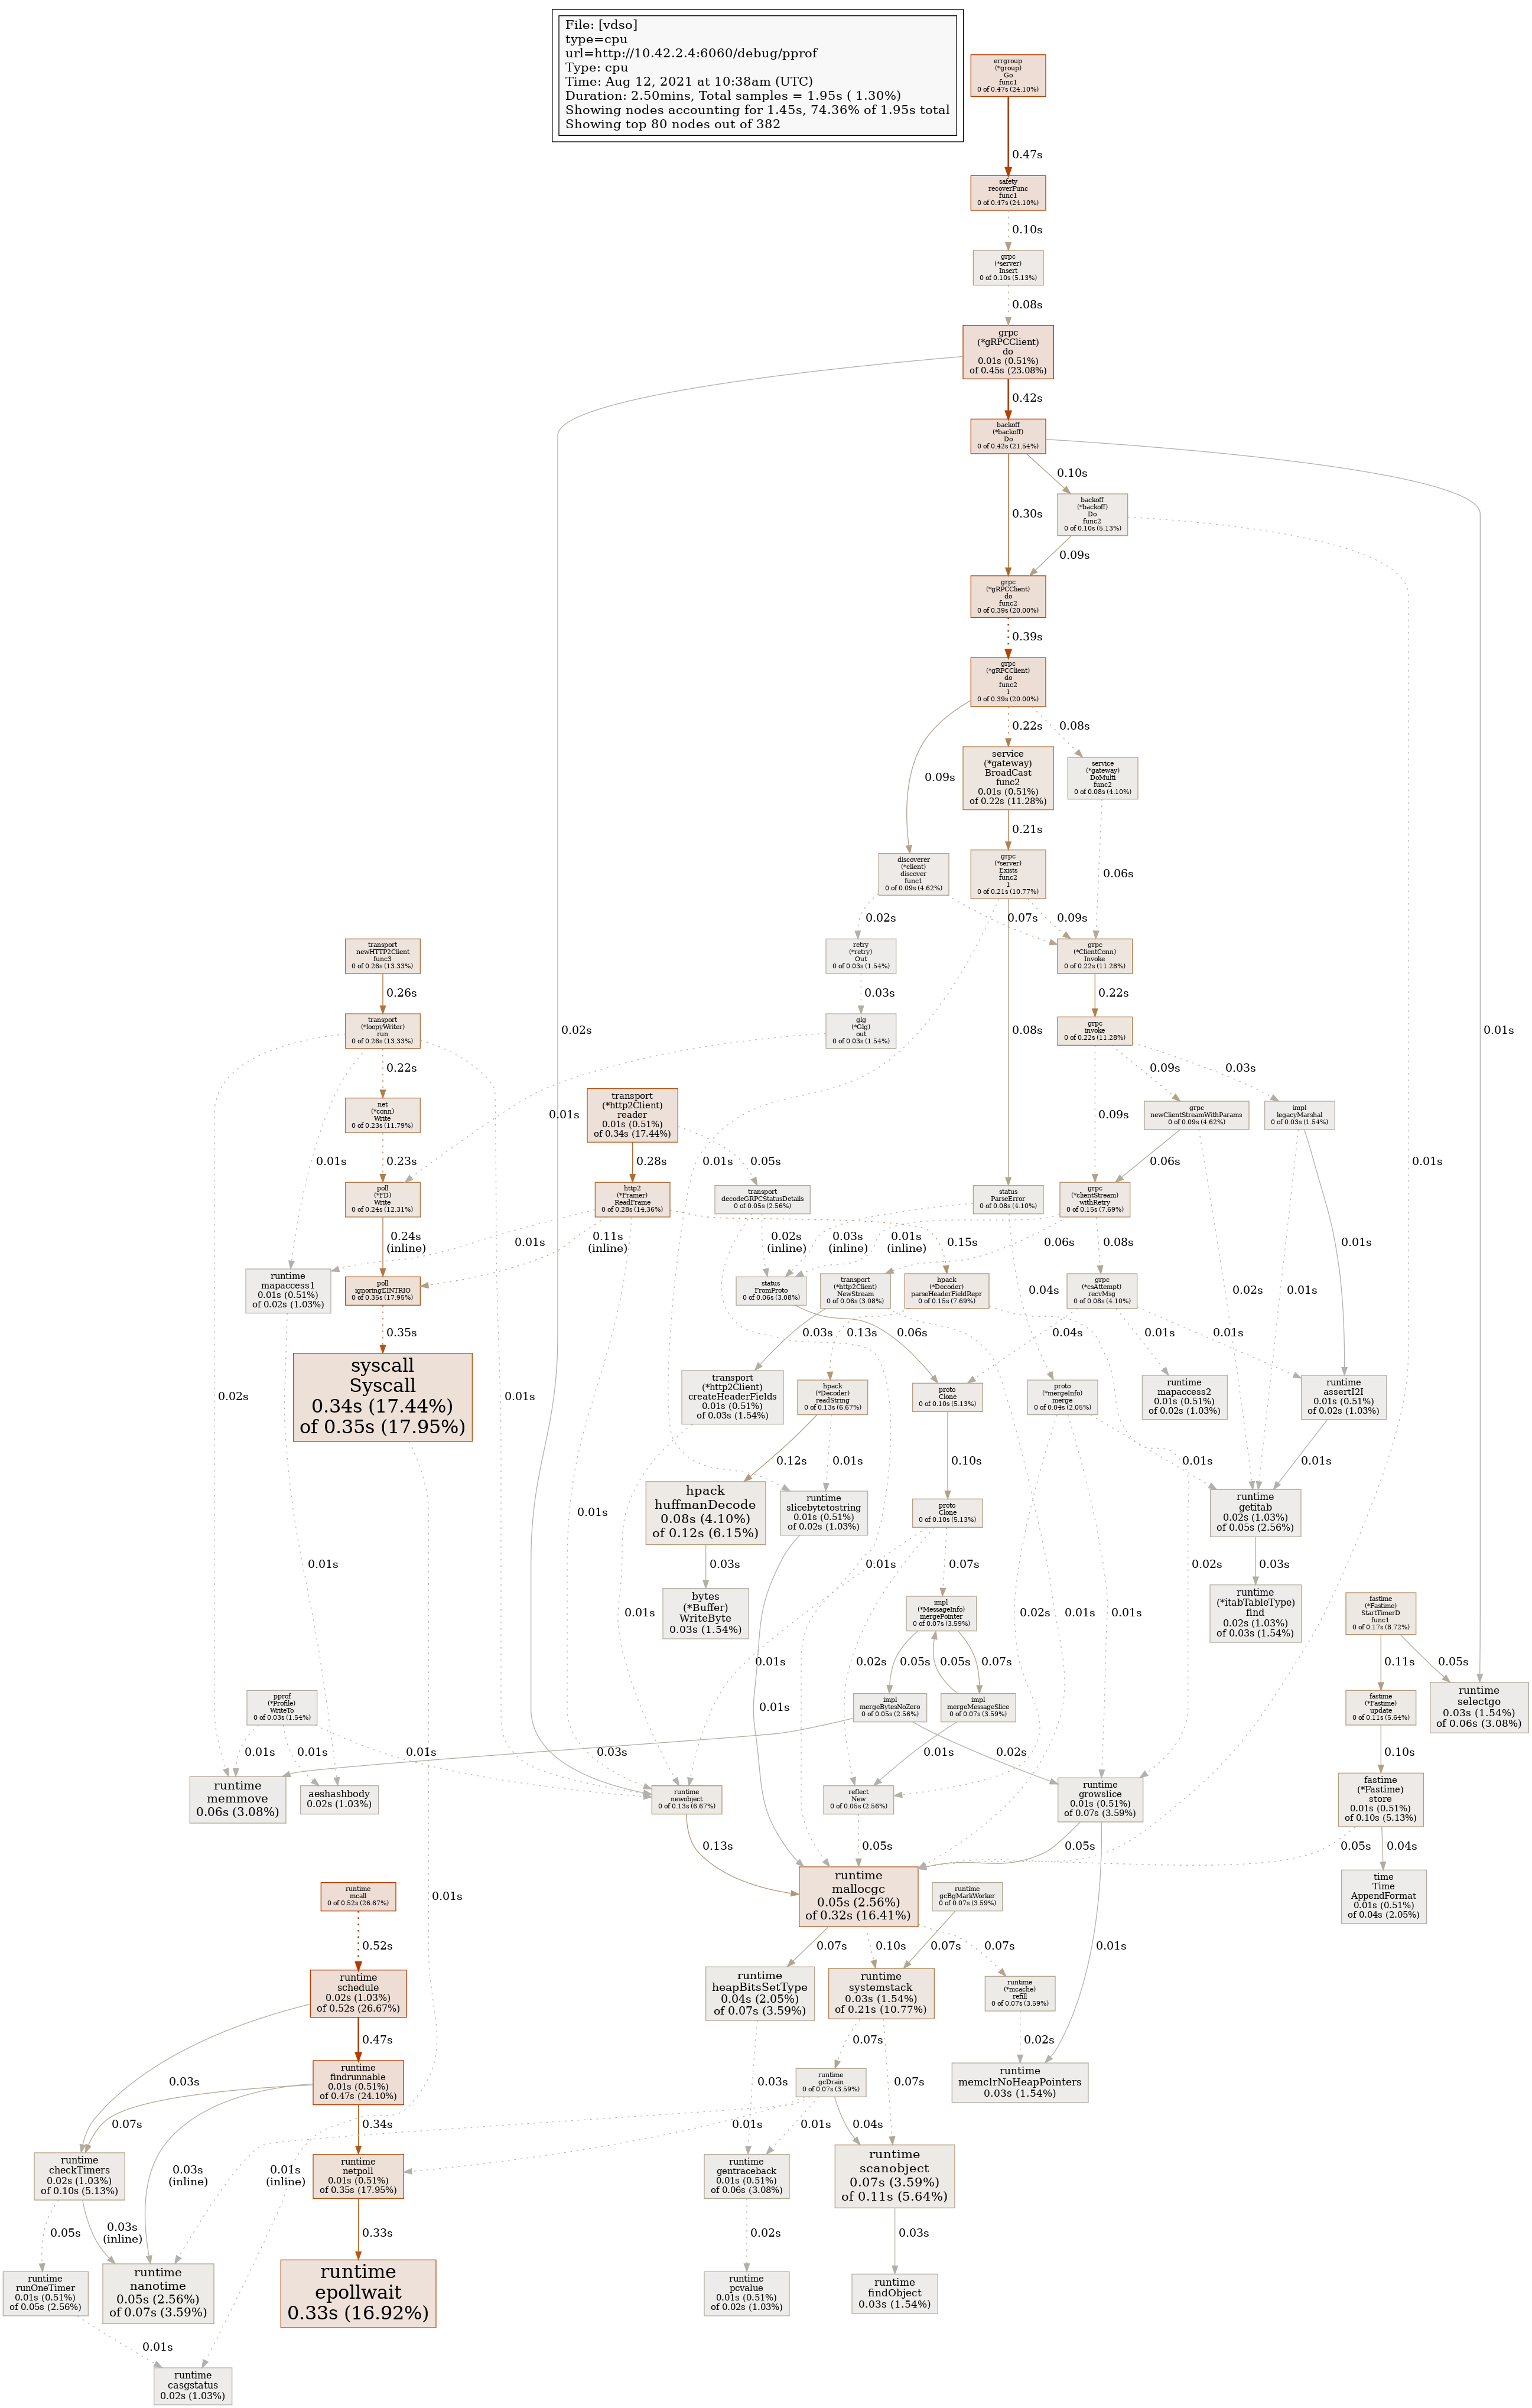 File: [vdso]
type=cpu
url=http://10.42.2.4:6060/debug/pprof
Type: cpu
Time: Aug 12, 2021 at 10:38am (UTC)
Duration: 2.50mins, Total samples = 1.95s ( 1.30%)
Showing nodes accounting for 1.45s, 74.36% of 1.95s total
Showing top 80 nodes out of 382
errgroup
(*group)
Go
func1
0 of 0.47s (24.10%)
0.47s
safety
recoverFunc
func1
0 of 0.47s (24.10%)
0.10s
grpc
(*server)
Insert
0 of 0.10s (5.13%)
0.08s
grpc
(*gRPCClient)
do
0.01s (0.51%)
of 0.45s (23.08%)
0.42s
backoff
(*backoff)
Do
0 of 0.42s (21.54%)
0.10s
backoff
(*backoff)
Do
func2
0 of 0.10s (5.13%)
0.30s
0.09s
grpc
(*gRPCClient)
do
func2
0 of 0.39s (20.00%)
0.39s
grpc
(*gRPCClient)
do
func2
1
0 of 0.39s (20.00%)
0.22s
0.08s
0.09s
service
(*gateway)
BroadCast
func2
0.01s (0.51%)
of 0.22s (11.28%)
service
(*gateway)
DoMulti
func2
0 of 0.08s (4.10%)
0.21s
discoverer
(*client)
discover
func1
0 of 0.09s (4.62%)
grpc
(*server)
Exists
func2
1
0 of 0.21s (10.77%)
0.06s
0.02s
0.07s
0.09s
transport
newHTTP2Client
func3
0 of 0.26s (13.33%)
retry
(*retry)
Out
0 of 0.03s (1.54%)
grpc
(*ClientConn)
Invoke
0 of 0.22s (11.28%)
0.26s
0.03s
0.22s
transport
(*loopyWriter)
run
0 of 0.26s (13.33%)
0.02s
glg
(*Glg)
out
0 of 0.03s (1.54%)
0.08s
grpc
invoke
0 of 0.22s (11.28%)
0.01s
0.22s
0.09s
0.03s
net
(*conn)
Write
0 of 0.23s (11.79%)
0.01s
transport
(*http2Client)
reader
0.01s (0.51%)
of 0.34s (17.44%)
0.09s
grpc
newClientStreamWithParams
0 of 0.09s (4.62%)
impl
legacyMarshal
0 of 0.03s (1.54%)
0.01s
0.23s
0.28s
0.01s
0.05s
0.06s
0.01s
poll
(*FD)
Write
0 of 0.24s (12.31%)
http2
(*Framer)
ReadFrame
0 of 0.28s (14.36%)
transport
decodeGRPCStatusDetails
0 of 0.05s (2.56%)
status
ParseError
0 of 0.08s (4.10%)
grpc
(*clientStream)
withRetry
0 of 0.15s (7.69%)
0.24s
(inline)
0.01s
0.11s
(inline)
0.02s
(inline)
0.03s
(inline)
0.01s
(inline)
0.15s
0.06s
0.08s
0.01s
runtime
mapaccess1
0.01s (0.51%)
of 0.02s (1.03%)
poll
ignoringEINTRIO
0 of 0.35s (17.95%)
status
FromProto
0 of 0.06s (3.08%)
transport
(*http2Client)
NewStream
0 of 0.06s (3.08%)
hpack
(*Decoder)
parseHeaderFieldRepr
0 of 0.15s (7.69%)
0.04s
grpc
(*csAttempt)
recvMsg
0 of 0.08s (4.10%)
0.02s
0.01s
0.35s
0.03s
0.13s
0.06s
0.04s
0.01s
0.01s
syscall
Syscall
0.34s (17.44%)
of 0.35s (17.95%)
0.02s
0.01s
transport
(*http2Client)
createHeaderFields
0.01s (0.51%)
of 0.03s (1.54%)
hpack
(*Decoder)
readString
0 of 0.13s (6.67%)
proto
Clone
0 of 0.10s (5.13%)
proto
(*mergeInfo)
merge
0 of 0.04s (2.05%)
runtime
mapaccess2
0.01s (0.51%)
of 0.02s (1.03%)
runtime
assertI2I
0.01s (0.51%)
of 0.02s (1.03%)
0.12s
0.01s
0.10s
0.01s
0.01s
hpack
huffmanDecode
0.08s (4.10%)
of 0.12s (6.15%)
runtime
slicebytetostring
0.01s (0.51%)
of 0.02s (1.03%)
proto
Clone
0 of 0.10s (5.13%)
runtime
getitab
0.02s (1.03%)
of 0.05s (2.56%)
0.01s
0.01s
0.03s
0.01s
0.07s
0.02s
0.03s
bytes
(*Buffer)
WriteByte
0.03s (1.54%)
0.01s
impl
(*MessageInfo)
mergePointer
0 of 0.07s (3.59%)
0.02s
0.01s
0.01s
runtime
(*itabTableType)
find
0.02s (1.03%)
of 0.03s (1.54%)
fastime
(*Fastime)
StartTimerD
func1
0 of 0.17s (8.72%)
0.01s
0.02s
0.05s
0.05s
0.07s
0.11s
0.05s
pprof
(*Profile)
WriteTo
0 of 0.03s (1.54%)
0.01s
impl
mergeBytesNoZero
0 of 0.05s (2.56%)
impl
mergeMessageSlice
0 of 0.07s (3.59%)
fastime
(*Fastime)
update
0 of 0.11s (5.64%)
runtime
selectgo
0.03s (1.54%)
of 0.06s (3.08%)
0.01s
0.01s
0.01s
0.03s
0.01s
0.02s
0.10s
runtime
memmove
0.06s (3.08%)
aeshashbody
0.02s (1.03%)
runtime
newobject
0 of 0.13s (6.67%)
reflect
New
0 of 0.05s (2.56%)
runtime
growslice
0.01s (0.51%)
of 0.07s (3.59%)
fastime
(*Fastime)
store
0.01s (0.51%)
of 0.10s (5.13%)
0.13s
0.05s
0.05s
0.05s
0.04s
runtime
mcall
0 of 0.52s (26.67%)
0.01s
runtime
mallocgc
0.05s (2.56%)
of 0.32s (16.41%)
runtime
gcBgMarkWorker
0 of 0.07s (3.59%)
time
Time
AppendFormat
0.01s (0.51%)
of 0.04s (2.05%)
0.52s
0.07s
0.10s
0.07s
0.07s
0.01s
runtime
schedule
0.02s (1.03%)
of 0.52s (26.67%)
runtime
heapBitsSetType
0.04s (2.05%)
of 0.07s (3.59%)
runtime
systemstack
0.03s (1.54%)
of 0.21s (10.77%)
runtime
(*mcache)
refill
0 of 0.07s (3.59%)
0.47s
0.07s
0.02s
0.03s
runtime
findrunnable
0.01s (0.51%)
of 0.47s (24.10%)
0.03s
runtime
gcDrain
0 of 0.07s (3.59%)
0.07s
runtime
memclrNoHeapPointers
0.03s (1.54%)
0.07s
0.34s
0.01s
0.01s
0.04s
runtime
checkTimers
0.02s (1.03%)
of 0.10s (5.13%)
0.03s
(inline)
0.01s
(inline)
runtime
netpoll
0.01s (0.51%)
of 0.35s (17.95%)
runtime
gentraceback
0.01s (0.51%)
of 0.06s (3.08%)
runtime
scanobject
0.07s (3.59%)
of 0.11s (5.64%)
0.05s
0.03s
(inline)
0.33s
0.02s
0.03s
runtime
runOneTimer
0.01s (0.51%)
of 0.05s (2.56%)
runtime
nanotime
0.05s (2.56%)
of 0.07s (3.59%)
runtime
epollwait
0.33s (16.92%)
runtime
pcvalue
0.01s (0.51%)
of 0.02s (1.03%)
runtime
findObject
0.03s (1.54%)
0.01s
runtime
casgstatus
0.02s (1.03%)